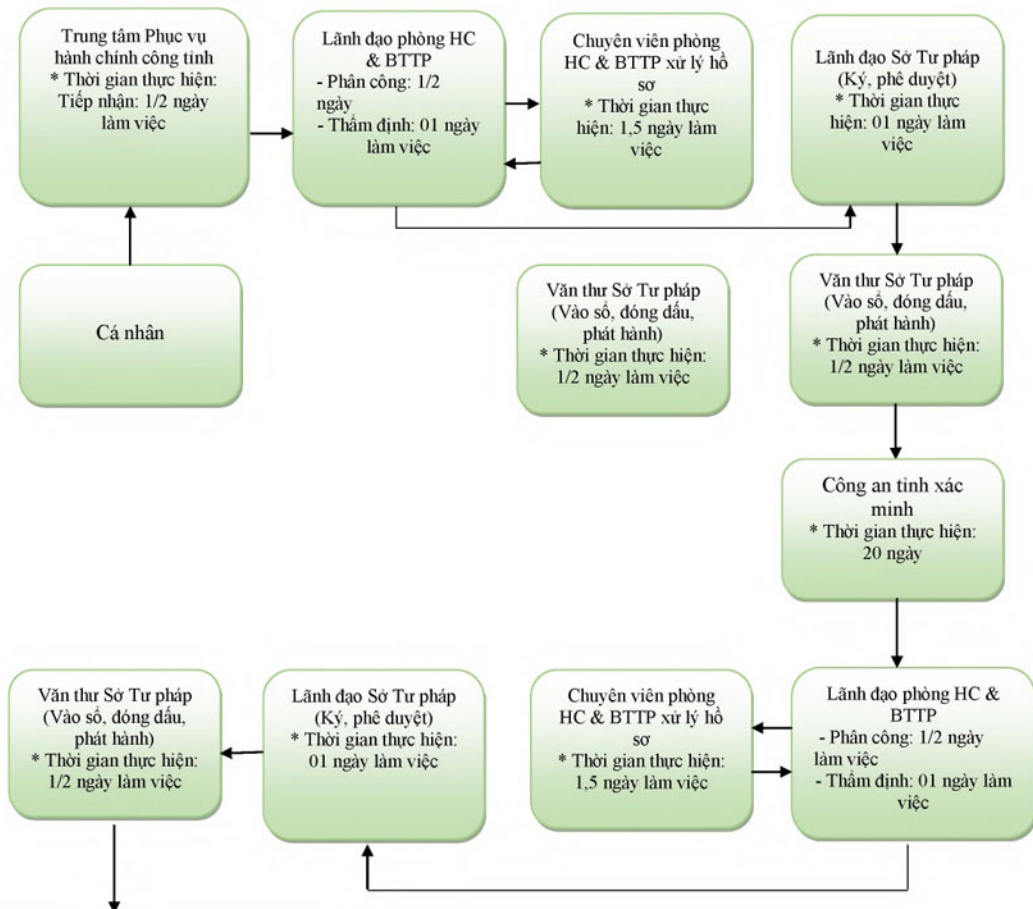 Trung tâm Phục vụ
hành chính công tỉnh
* Thời gian thực hiện:
Tiếp nhận: 1/2 ngày
làm việc
Lãnh đạo phòng HC
& BTTP
- Phân công: 1/2
ngày
- Thẩm định: 01 ngày
làm việc
Chuyên viên phòng
HC & BTTP xử lý hồ
sơ
* Thời gian thực
hiện: 1,5 ngày làm
việc
Lãnh đạo Sở Tư pháp
(Ký, phê duyệt)
* Thời gian thực
hiện: 01 ngày làm
việc
Cá nhân
Văn thư Sở Tư pháp
(Vào sổ, đóng dấu,
phát hành)
* Thời gian thực hiện:
1/2 ngày làm việc
Văn thư Sở Tư pháp
(Vào sổ, đóng dấu,
phát hành)
* Thời gian thực hiện:
1/2 ngày làm việc
Công an tỉnh xác
minh
* Thời gian thực hiện:
20 ngày
Lãnh đạo phòng HC &
BTTP
- Phân công: 1/2 ngày
làm việc
- Thẩm định: 01 ngày làm
việc
Chuyên viên phòng
HC & BTTP xử lý hồ
sơ
* Thời gian thực hiện:
1,5 ngày làm việc
Lãnh đạo Sở Tư pháp
(Ký, phê duyệt)
* Thời gian thực hiện:
01 ngày làm việc
Văn thư Sở Tư pháp
(Vào sổ, đóng dấu,
phát hành)
* Thời gian thực hiện:
1/2 ngày làm việc